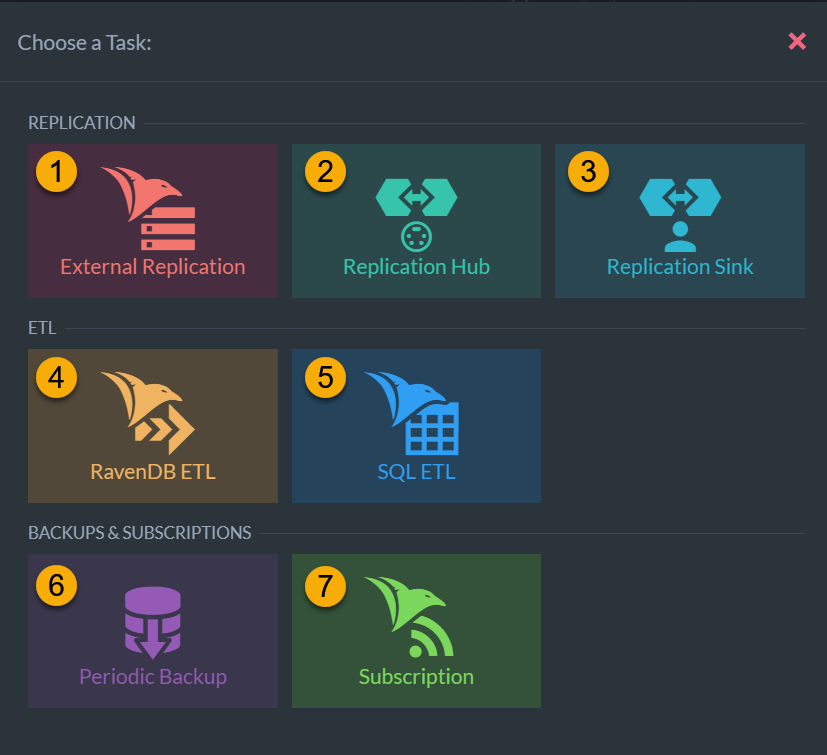 Choose a Task:
REPLICATION
1
External Replication
2
Replication Hub
3
Replication Sink
ETL
4
RavenDB ETL
5
SQL ETL
BACKUPS & SUBSCRIPTIONS
6
Periodic Backup
7
Subscription